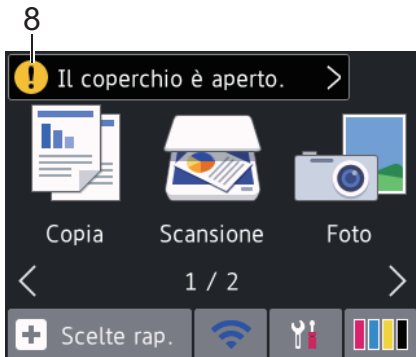 8
Il coperchio è aperto.
Copia Scansione Foto
1 / 2
Scelte rap.